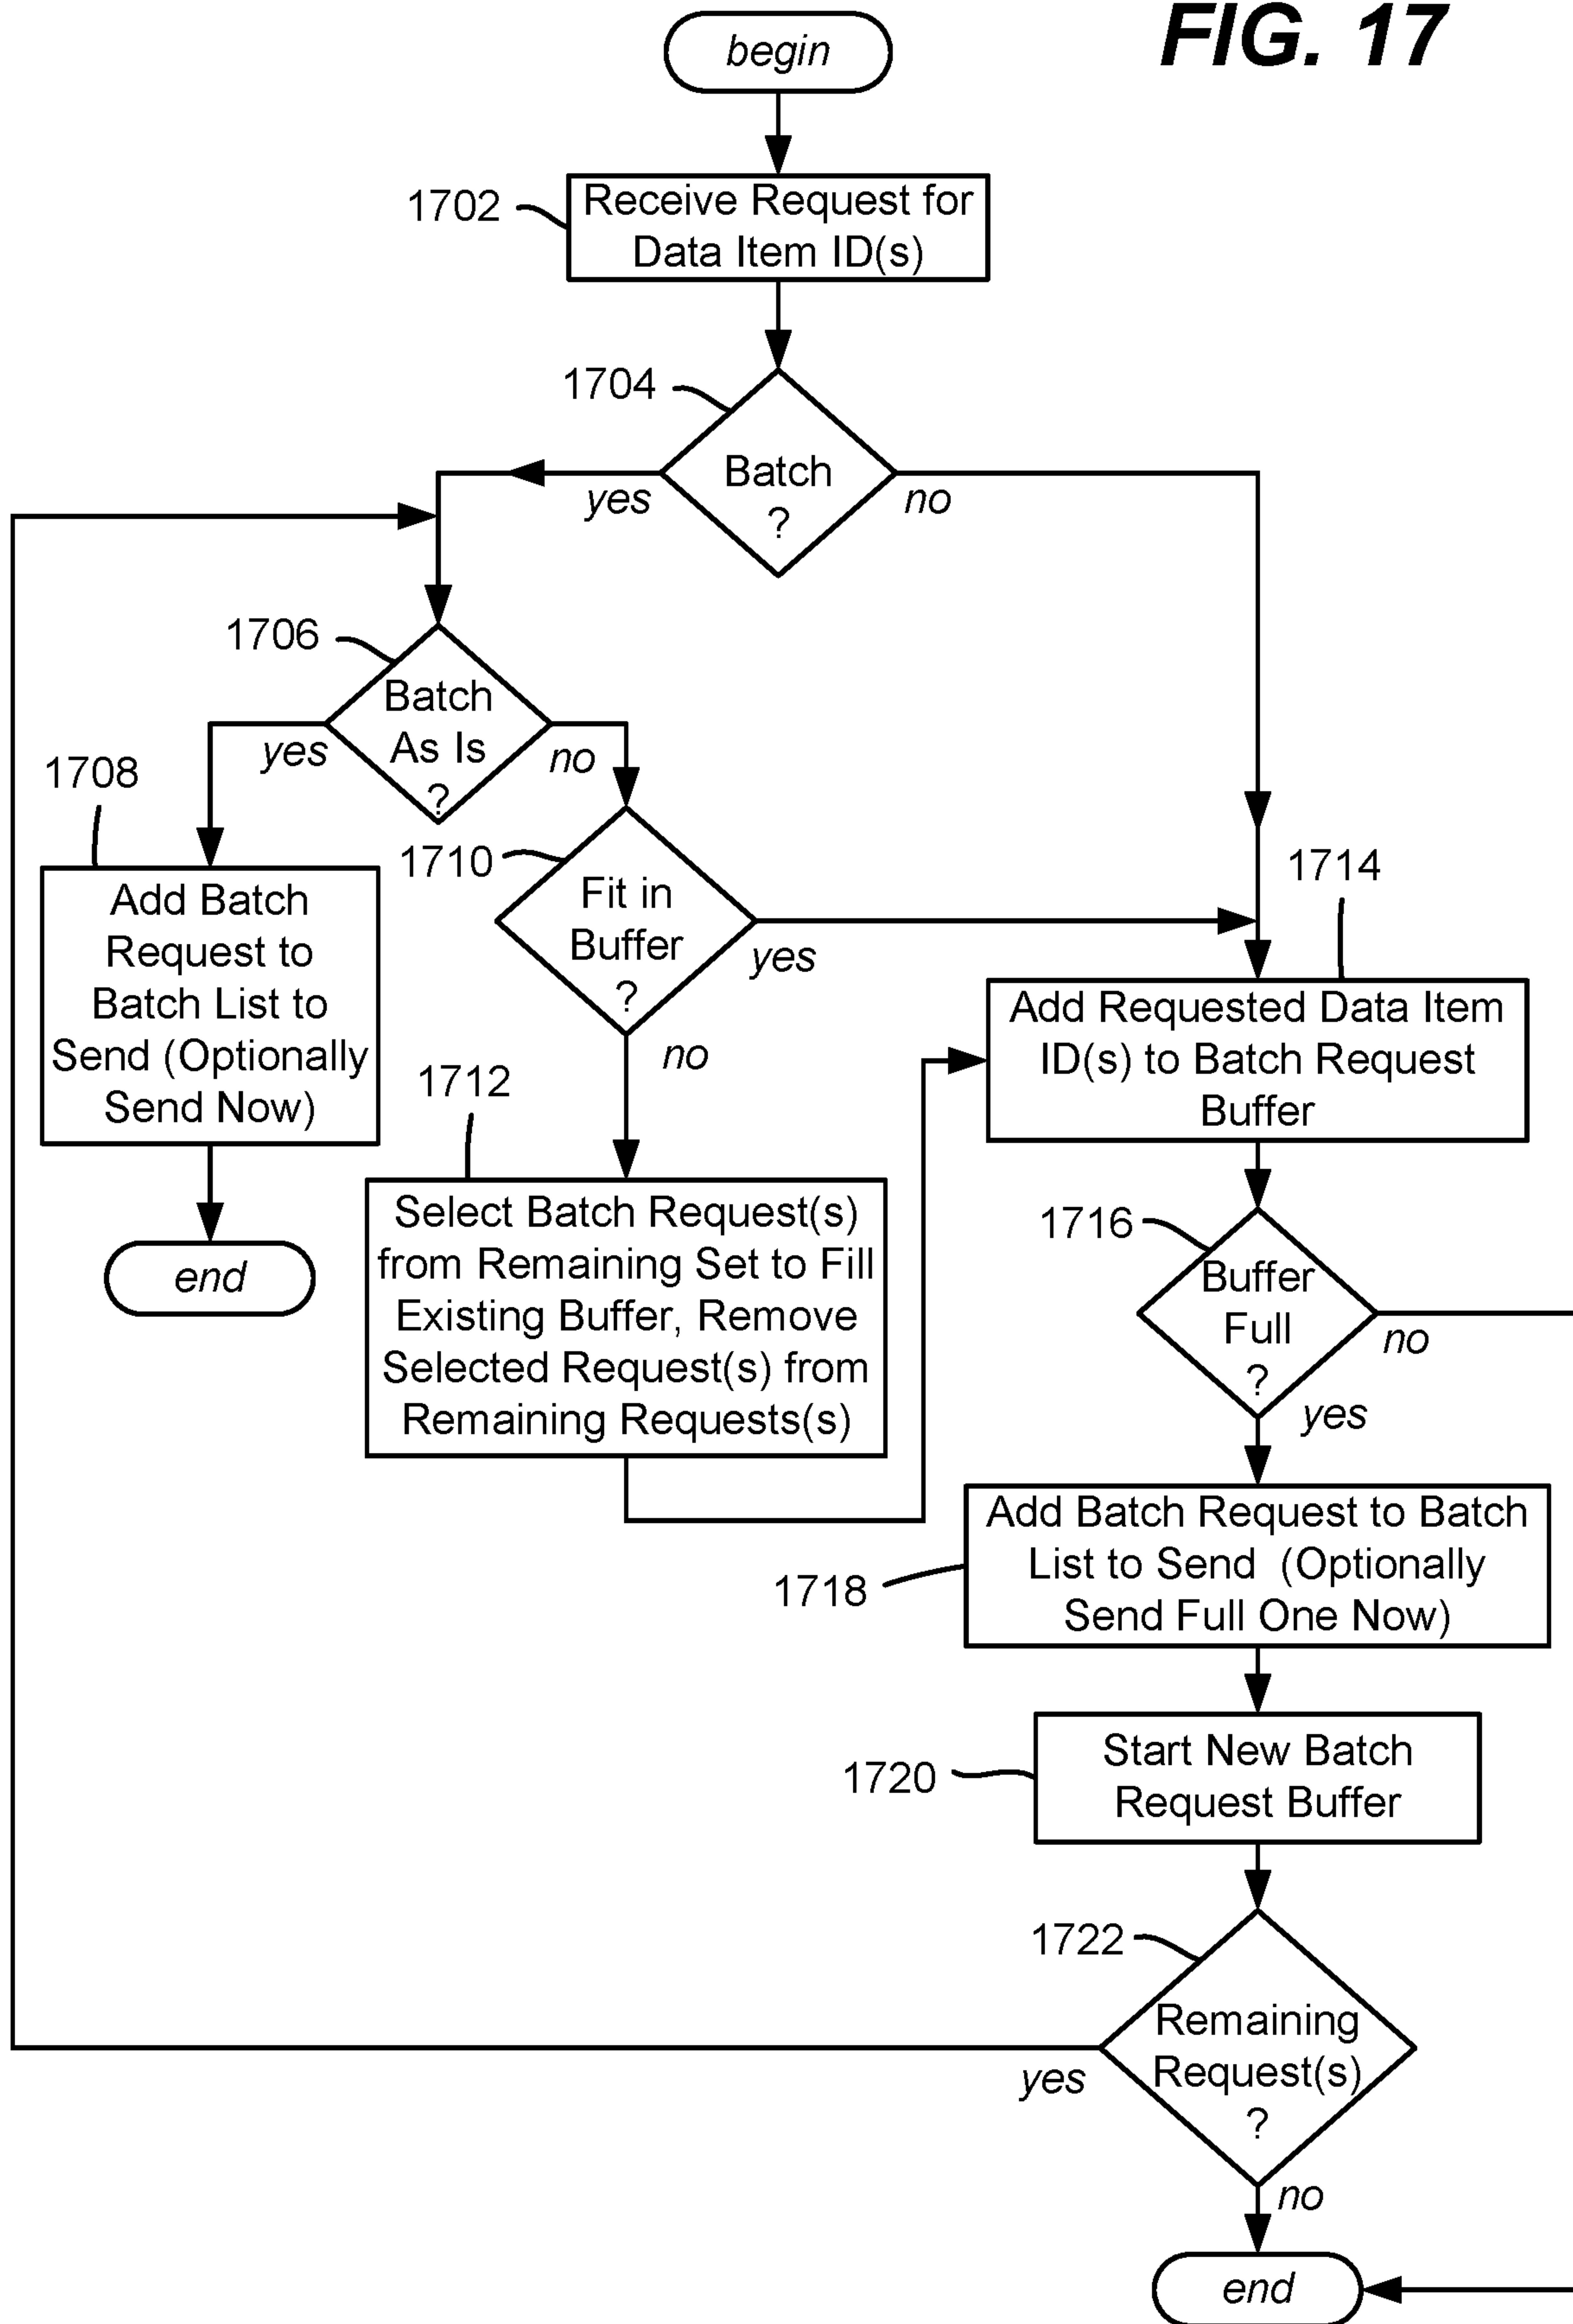 FIG. 17
begin
1702
Receive Request for
Data Item ID(s)
1704
Batch
?
yes
no
1706
Batch
As Is
?
yes
no
1708
Add Batch
Request to
Batch List to
Send (Optionally
Send Now)
end
1710
Fit in
Buffer
?
yes
no
1712
Select Batch Request(s)
from Remaining Set to Fill
Existing Buffer, Remove
Selected Request(s) from
Remaining Requests(s)
1714
Add Requested Data Item
ID(s) to Batch Request
Buffer
1716
Buffer
Full
?
no
yes
1718
Add Batch Request to Batch
List to Send (Optionally
Send Full One Now)
1720
Start New Batch
Request Buffer
1722
Remaining
Request(s)
?
yes
no
end